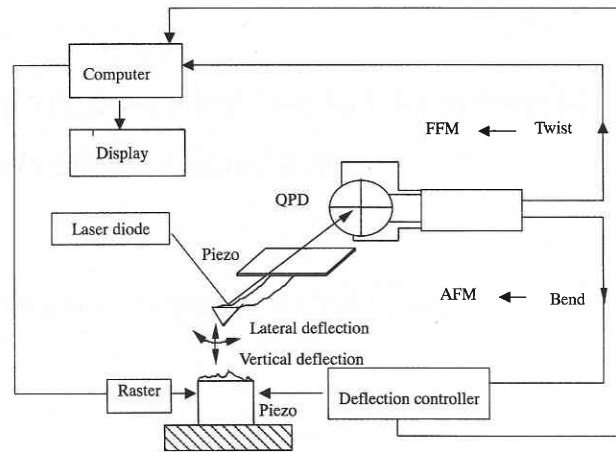 Computer
Display
FFM
Twist
QPD
Laser diode
Piezo
AFM
Bend
Lateral deflection
Vertical deflection
Raster
Piezo
Deflection controller